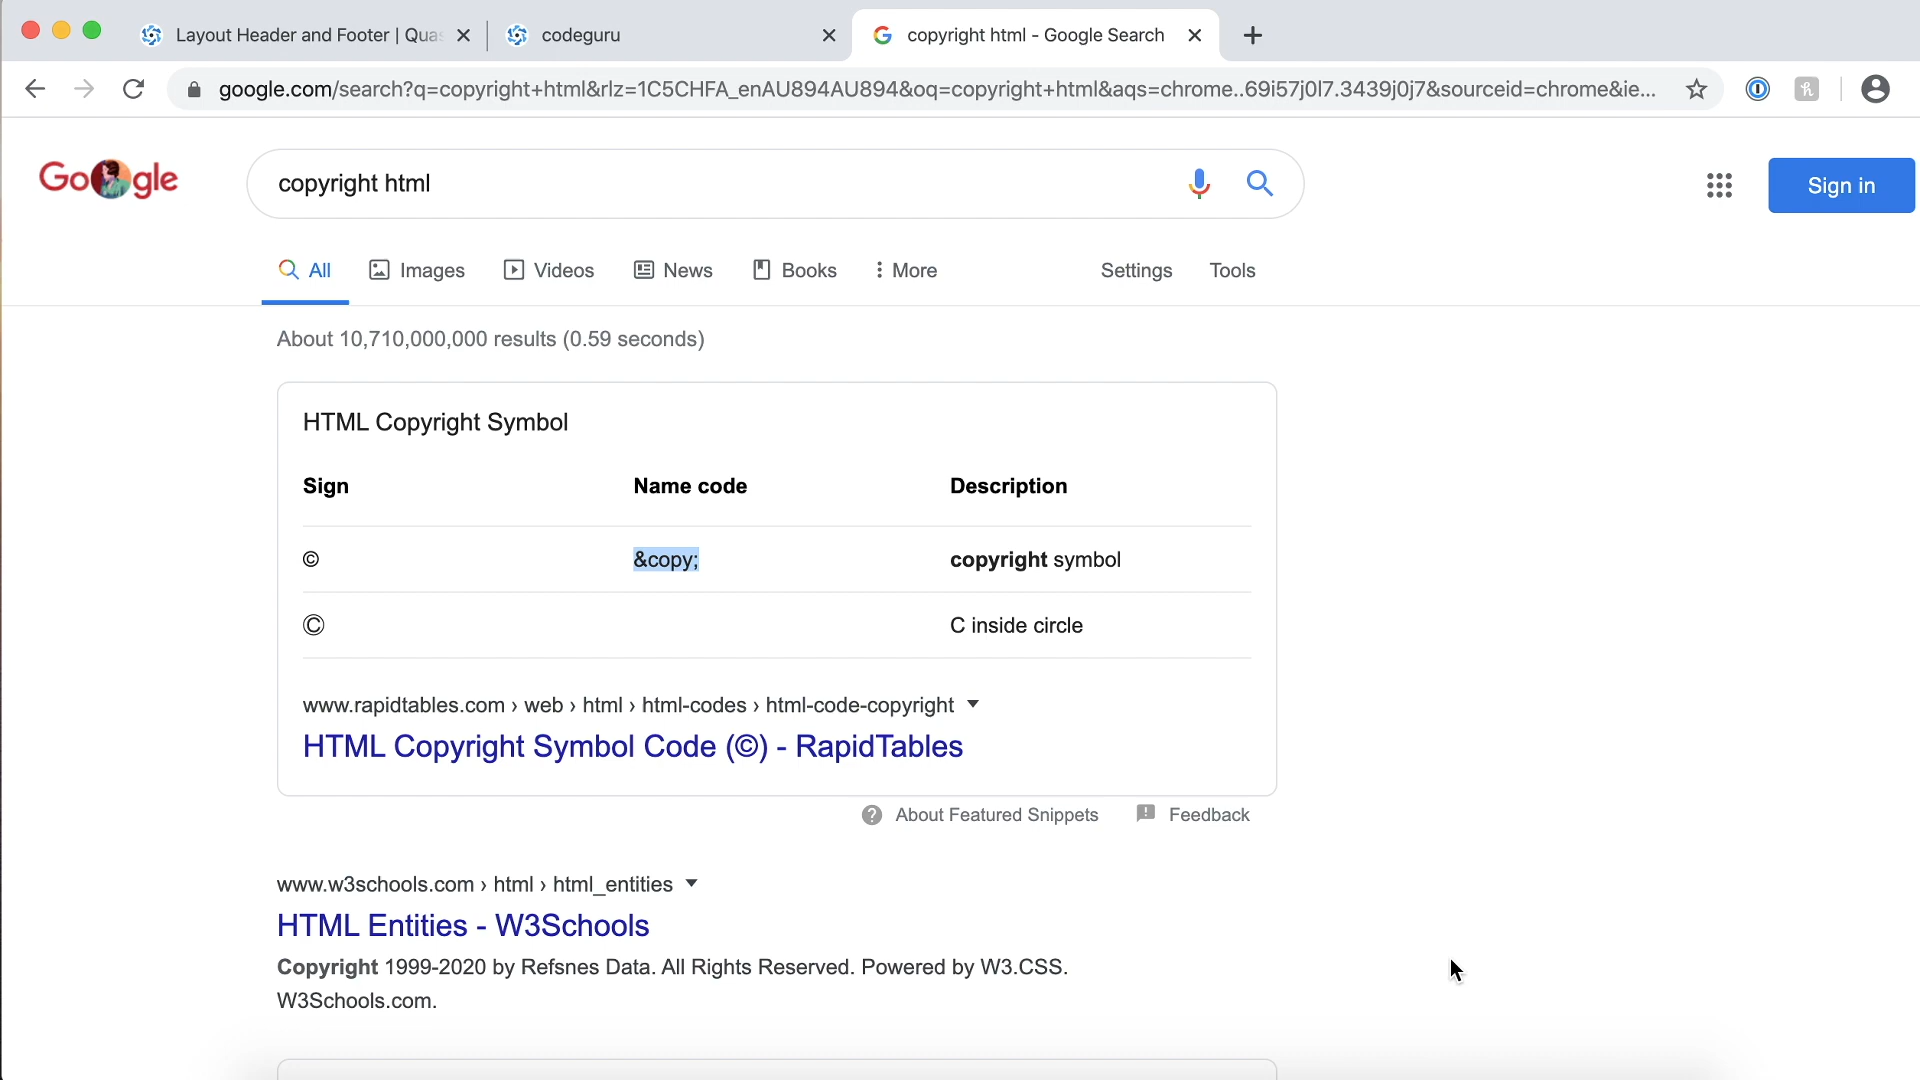 Layout Header and Footer | Quas
codeguru
copyright html - Google Search
google.com/search?q=copyright+html&rlz=1C5CHFA_enAU894AU894&oq=copyright+html&aqs=chrome..69i57j0l7.3439j0j7&sourceid=chrome&ie...
Google
copyright html
Sign in
All Images Videos News Books More Settings Tools
About 10,710,000,000 results (0.59 seconds)
HTML Copyright Symbol
Sign Name code Description
© &copy; copyright symbol
Ⓒ C inside circle
www.rapidtables.com › web › html › html-codes › html-code-copyright
HTML Copyright Symbol Code (©) - RapidTables
About Featured Snippets Feedback
www.w3schools.com › html › html_entities
HTML Entities - W3Schools
Copyright 1999-2020 by Refsnes Data. All Rights Reserved. Powered by W3.CSS.
W3Schools.com.